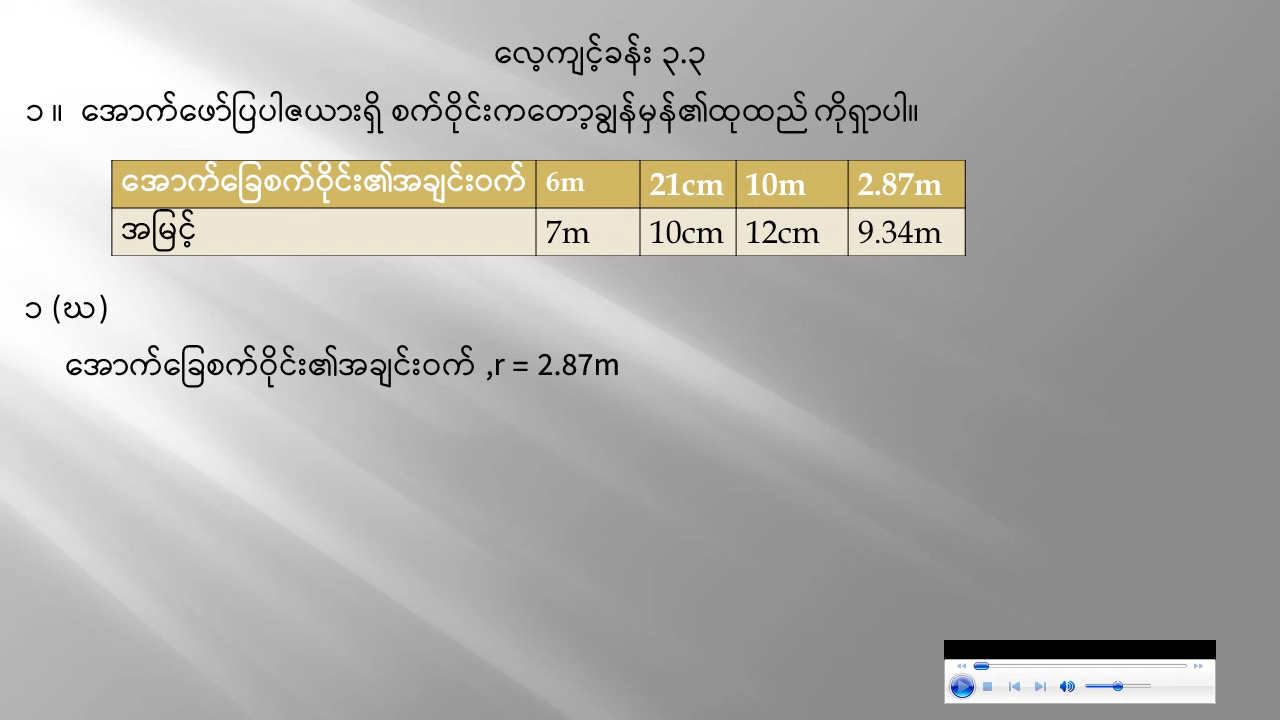 လေ့ကျင့်ခန်း ၃.၃
၁ ။ အောက်ဖော်ပြပါဇယားရှိ စက်ဝိုင်းကတော့ချွန်မှန်၏ထုထည် ကိုရှာပါ။
အောက်ခြေစက်ဝိုင်း၏အချင်းဝက် 6m 21cm 10m 2.87m
အမြင့် 7m 10cm 12cm 9.34m
၁ (ဃ)
အောက်ခြေစက်ဝိုင်း၏အချင်းဝက် ,r = 2.87m